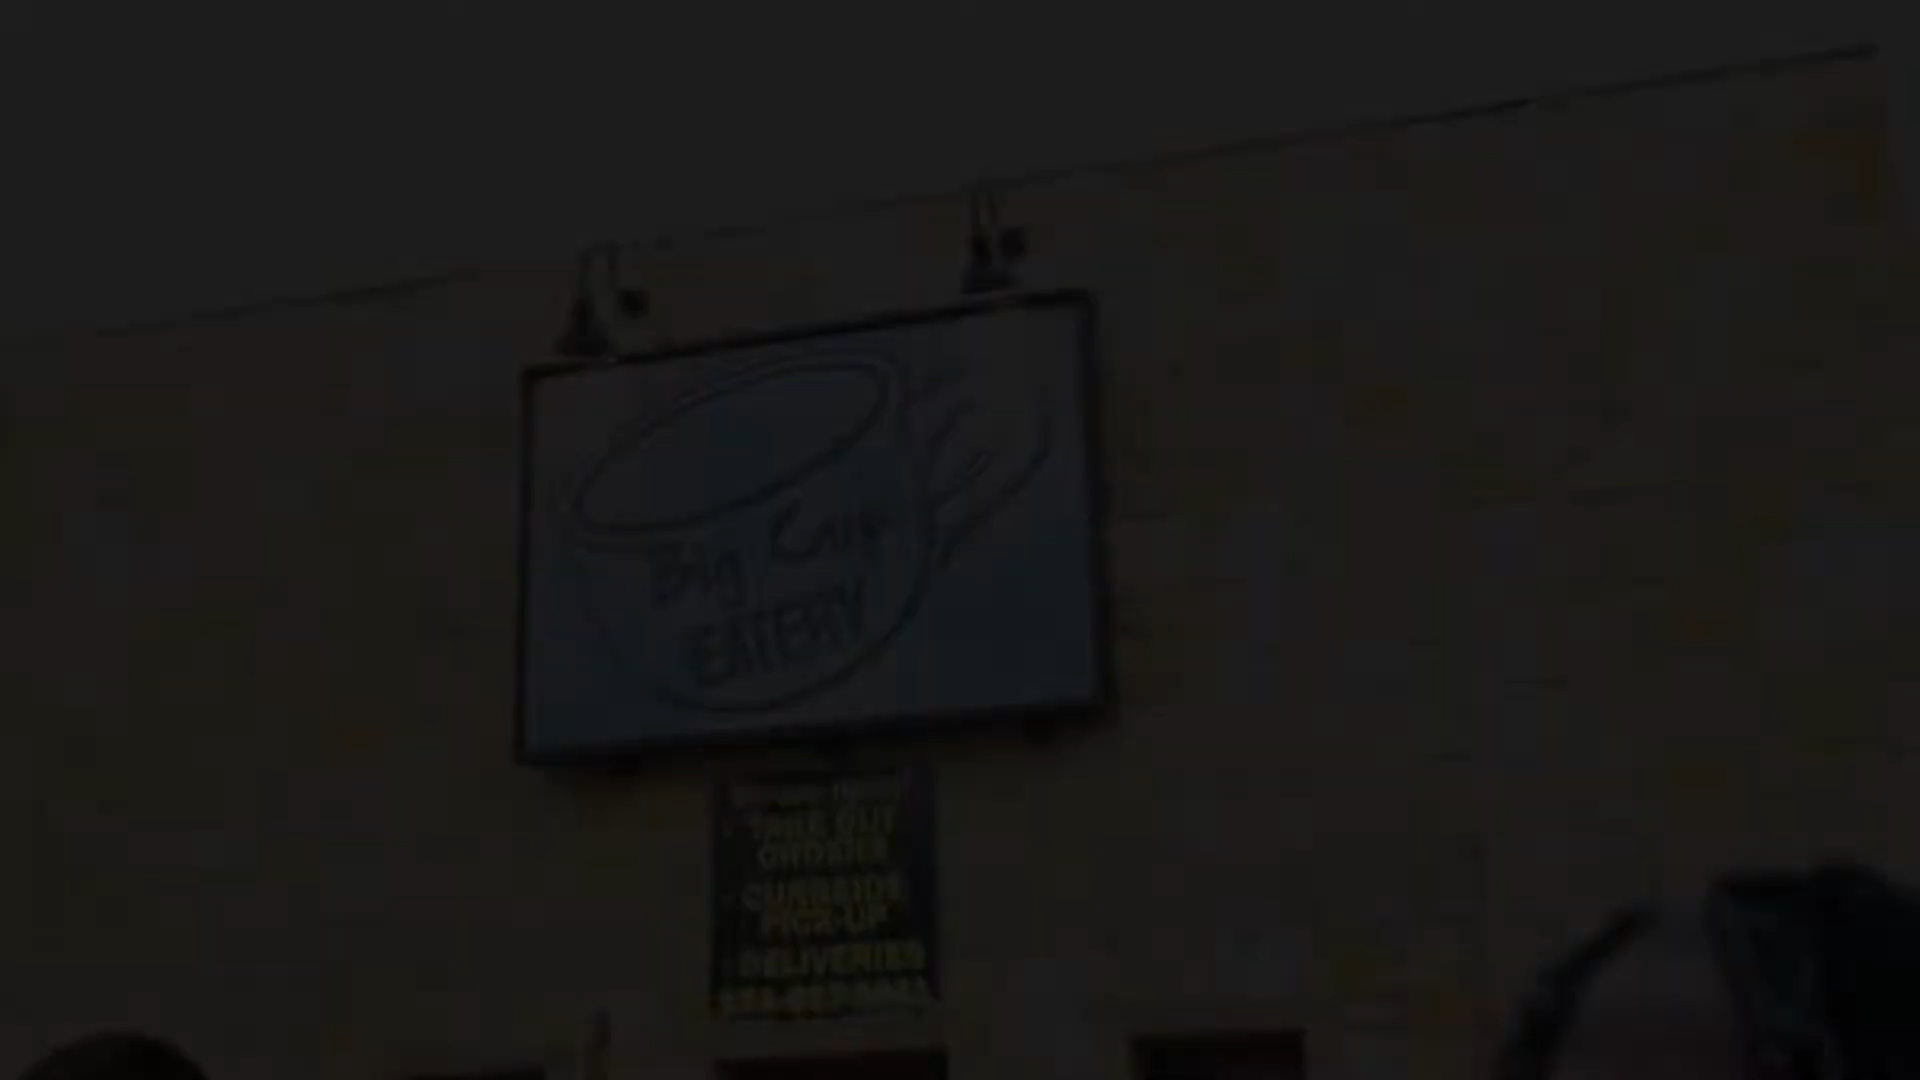 Big Cup
EATERY
TAKE OUT
ORDERS
CURBSIDE
PICK-UP
DELIVERIES